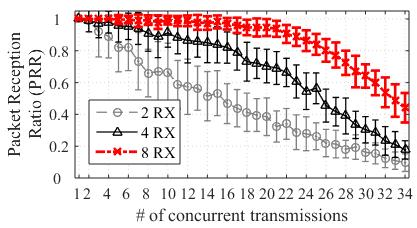 Packet Reception
Ratio (PRR)
1
0.8
0.6
0.4
0.2
0
2 RX
4 RX
8 RX
1 2 4 6 8 10 12 14 16 18 20 22 24 26 28 30 32 34
# of concurrent transmissions